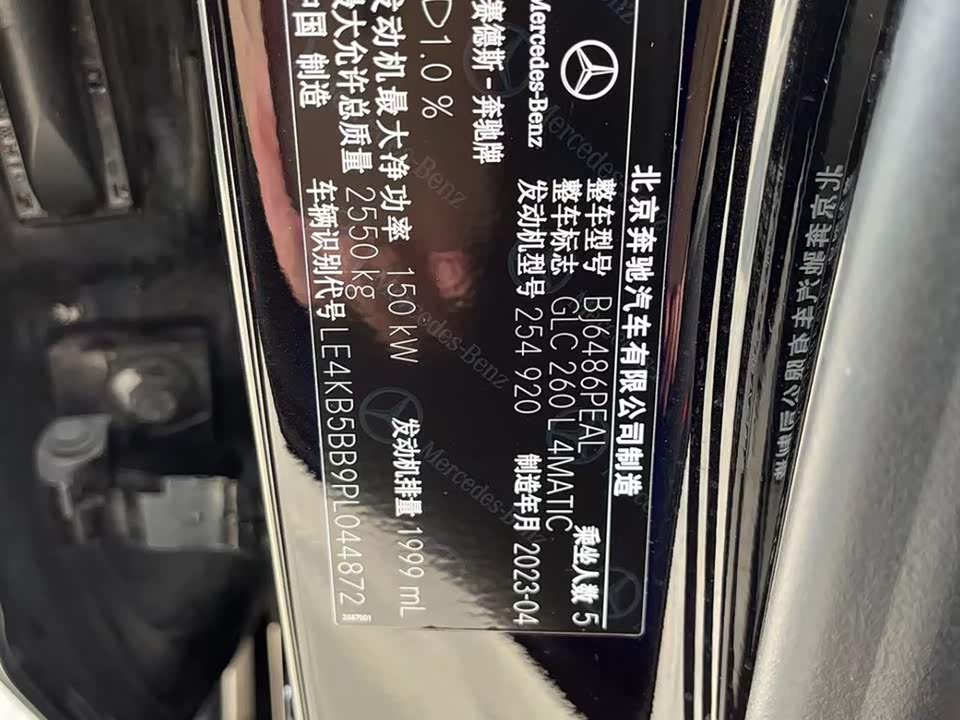 北京奔驰汽车有限公司制造
Mercedes-Benz
整车型号 BJ6486PEAL 乘坐人数 5
整车标志 GLC 260 L 4MATIC
发动机型号 254 920 制造年月 2023-04
赛德斯-奔驰牌
1.0 %
发动机最大净功率 150 kW 发动机排量 1999 mL
最大允许总质量 2550 kg
中国 制造 车辆识别代号 LE4KB5BB9PL044872